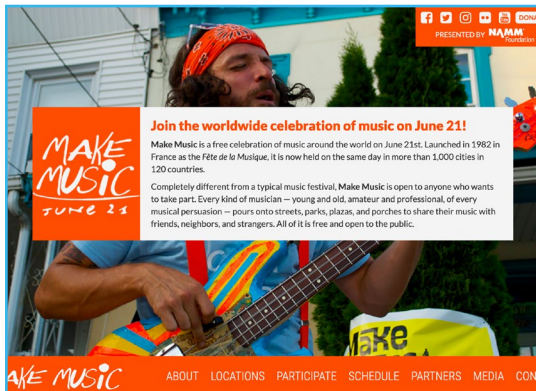 DONA
PRESENTED BY NAMM Foundation
MAKE
MUSIC
JUNE 21
Join the worldwide celebration of music on June 21!
Make Music is a free celebration of music around the world on June 21st. Launched in 1982 in
France as the Fête de la Musique, it is now held on the same day in more than 1,000 cities in
120 countries.
Completely different from a typical music festival, Make Music is open to anyone who wants
to take part. Every kind of musician — young and old, amateur and professional, of every
musical persuasion — pours onto streets, parks, plazas, and porches to share their music with
friends, neighbors, and strangers. All of it is free and open to the public.
Make
AKE MUSIC ABOUT LOCATIONS PARTICIPATE SCHEDULE PARTNERS MEDIA CON